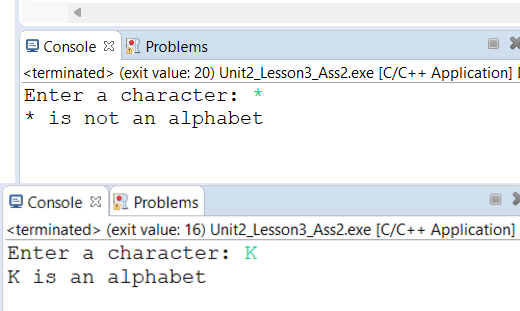 Console Problems
<terminated> (exit value: 20) Unit2_Lesson3_Ass2.exe [C/C++ Application]
Enter a character: *
* is not an alphabet
Console Problems
<terminated> (exit value: 16) Unit2_Lesson3_Ass2.exe [C/C++ Application]
Enter a character: K
K is an alphabet